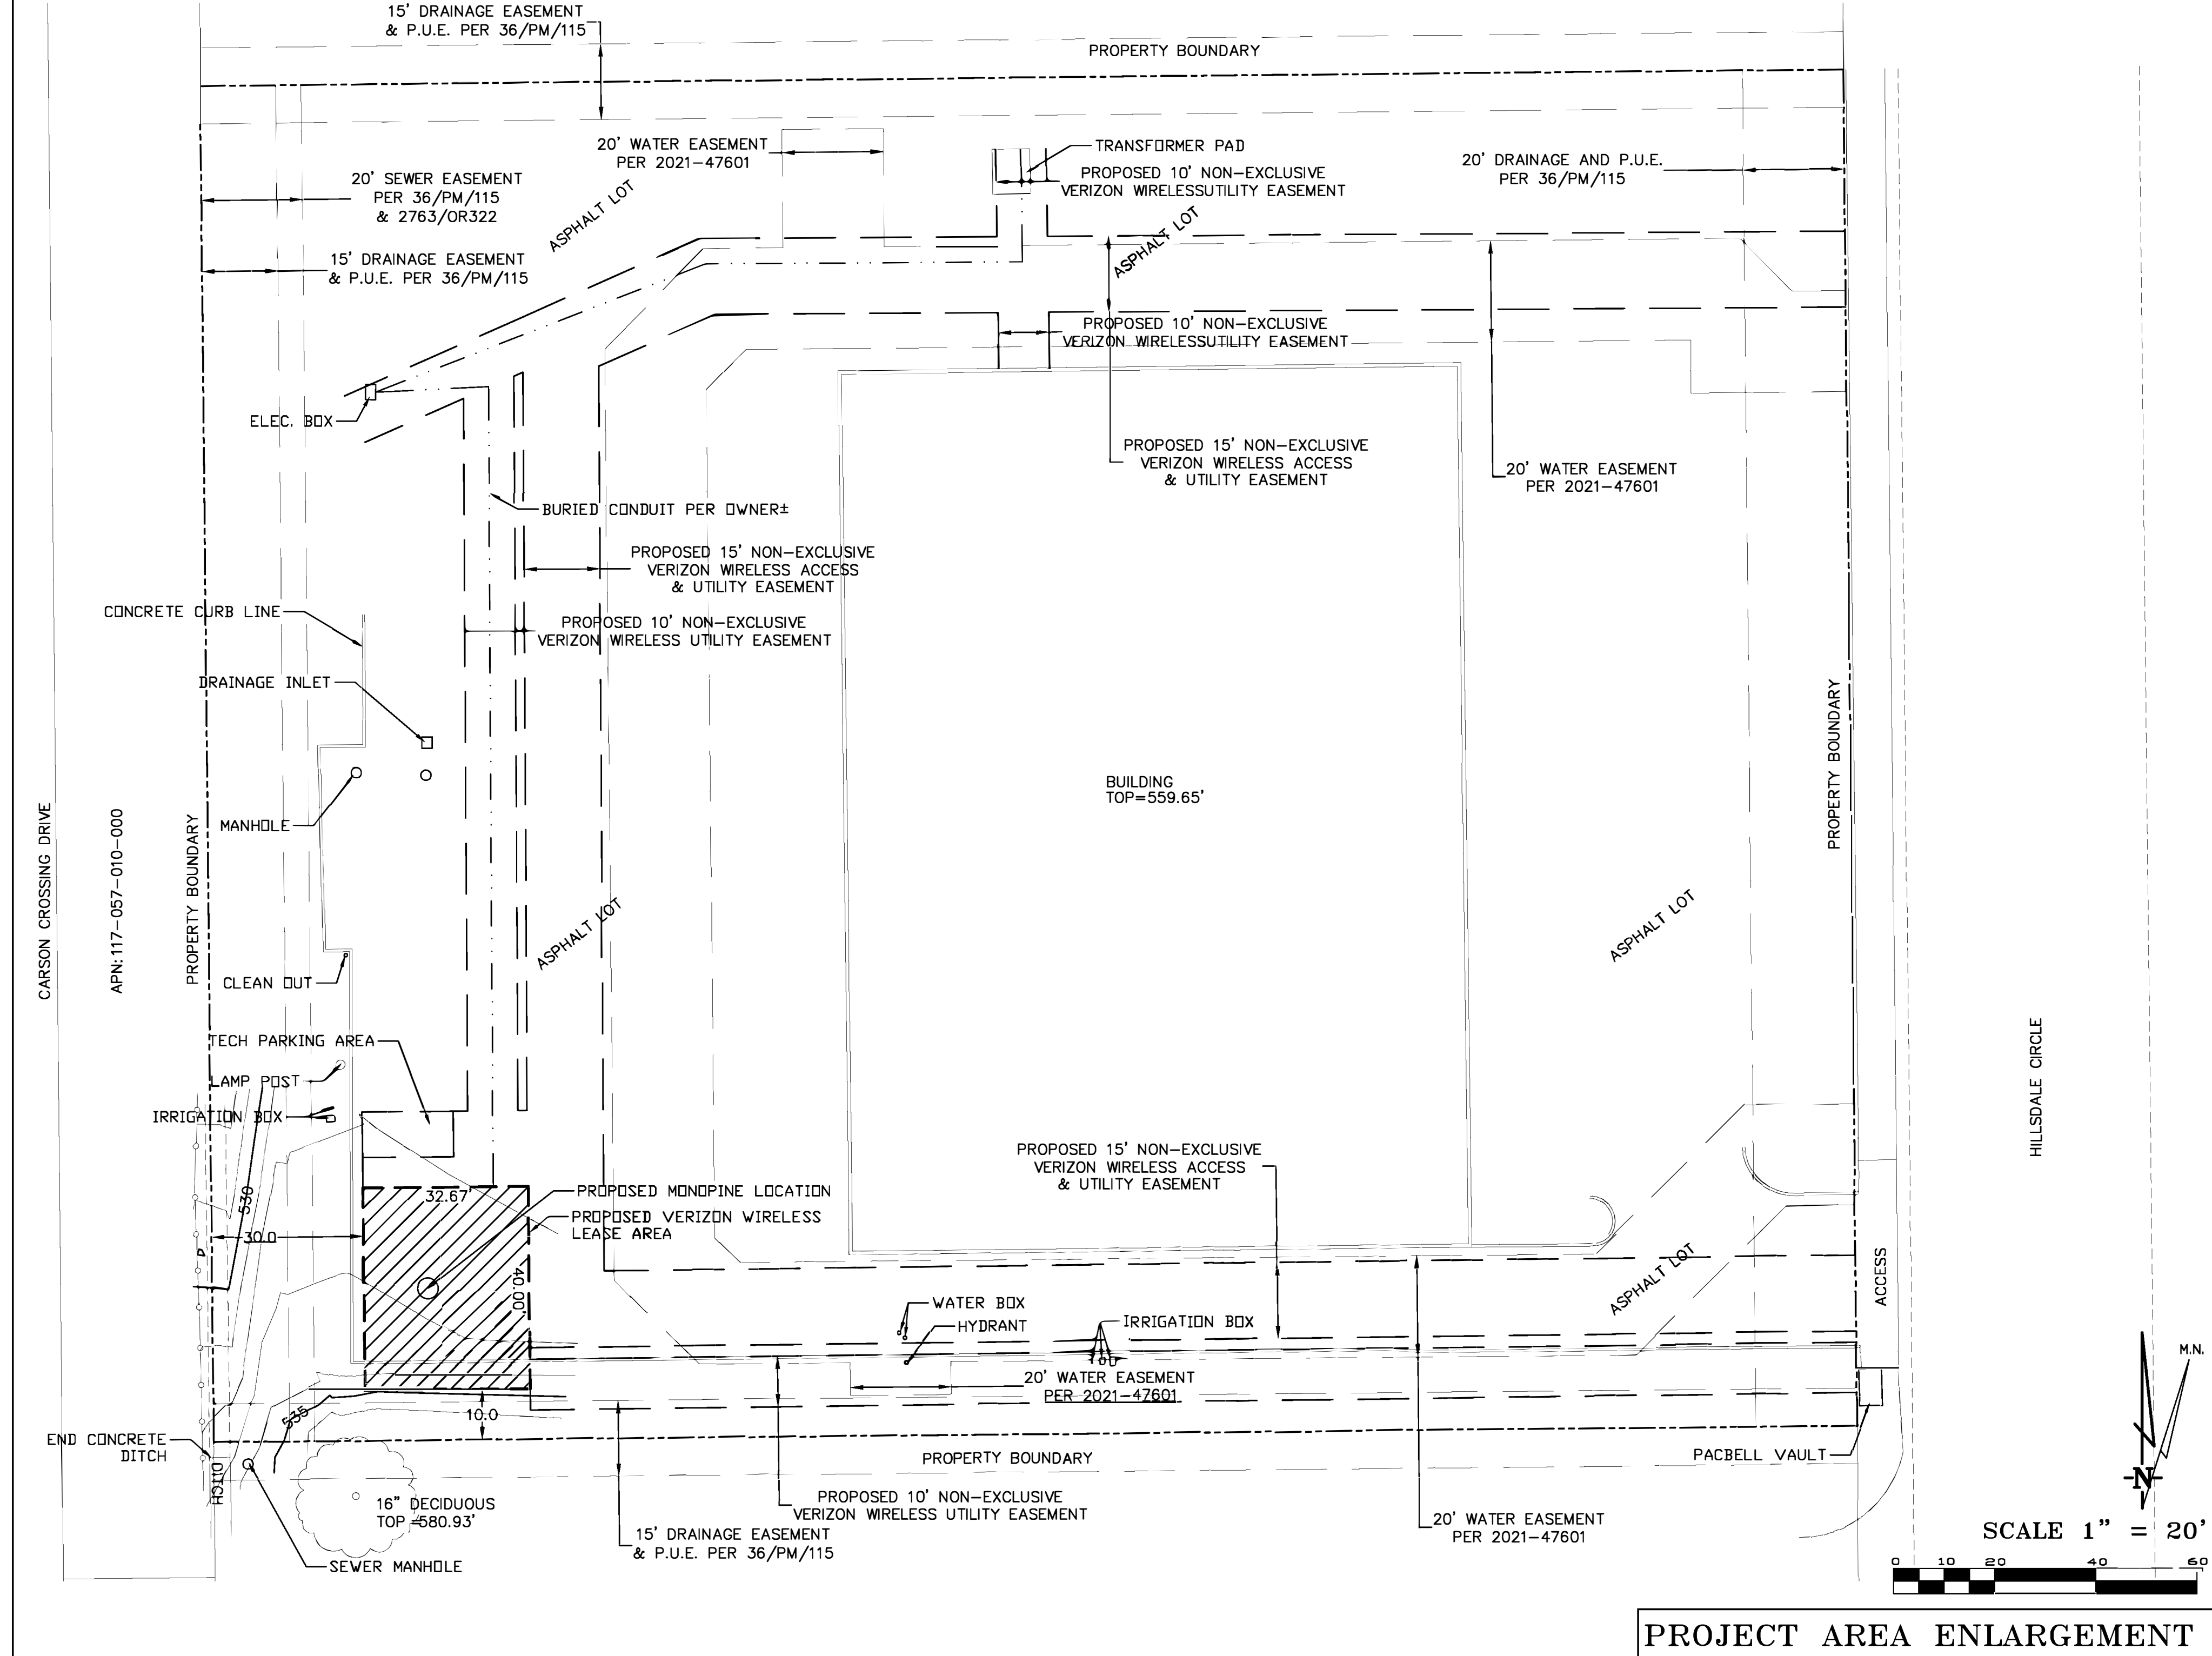 15' DRAINAGE EASEMENT
& P.U.E. PER 36/PM/115
PROPERTY BOUNDARY
20' WATER EASEMENT
PER 2021-47601
TRANSFORMER PAD
PROPOSED 10' NON-EXCLUSIVE
VERIZON WIRELESSUTILITY EASEMENT
20' DRAINAGE AND P.U.E.
PER 36/PM/115
20' SEWER EASEMENT
PER 36/PM/115
& 2763/OR322
ASPHALT LOT
ASPHALT LOT
15' DRAINAGE EASEMENT
& P.U.E. PER 36/PM/115
PROPOSED 10' NON-EXCLUSIVE
VERIZON WIRELESSUTILITY EASEMENT
ELEC. BOX
PROPOSED 15' NON-EXCLUSIVE
VERIZON WIRELESS ACCESS
& UTILITY EASEMENT
20' WATER EASEMENT
PER 2021-47601
BURIED CONDUIT PER OWNER±
PROPOSED 15' NON-EXCLUSIVE
VERIZON WIRELESS ACCESS
& UTILITY EASEMENT
CONCRETE CURB LINE
PROPOSED 10' NON-EXCLUSIVE
VERIZON WIRELESS UTILITY EASEMENT
DRAINAGE INLET
PROPERTY BOUNDARY
BUILDING
TOP=559.65'
MANHOLE
CARSON CROSSING DRIVE
APN:117-057-010-000
PROPERTY BOUNDARY
ASPHALT LOT
ASPHALT LOT
CLEAN OUT
TECH PARKING AREA
HILLSDALE CIRCLE
LAMP POST
IRRIGATION BOX
PROPOSED 15' NON-EXCLUSIVE
VERIZON WIRELESS ACCESS
& UTILITY EASEMENT
530
32.67'
PROPOSED MONOPINE LOCATION
PROPOSED VERIZON WIRELESS
LEASE AREA
30.0
40.00'
ASPHALT LOT
ACCESS
WATER BOX
HYDRANT
IRRIGATION BOX
20' WATER EASEMENT
PER 2021-47601
535
10.0
END CONCRETE
DITCH
DITCH
PROPERTY BOUNDARY
PACBELL VAULT
M.N.
N
16" DECIDUOUS
TOP =580.93'
PROPOSED 10' NON-EXCLUSIVE
VERIZON WIRELESS UTILITY EASEMENT
15' DRAINAGE EASEMENT
& P.U.E. PER 36/PM/115
20' WATER EASEMENT
PER 2021-47601
SEWER MANHOLE
SCALE 1" = 20'
0 10 20 40 60
PROJECT AREA ENLARGEMENT